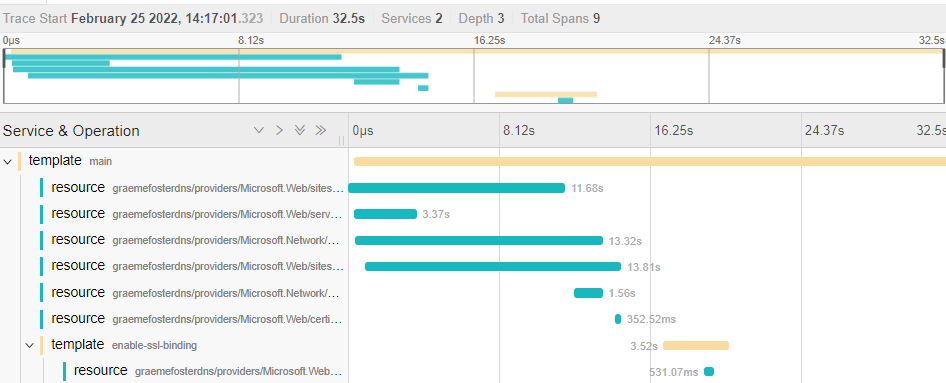 Trace Start February 25 2022, 14:17:01.323 Duration 32.5s Services 2 Depth 3 Total Spans 9
0μs 8.12s 16.25s 24.37s 32.5s
Service & Operation 0μs 8.12s 16.25s 24.37s 32.5s
template main
resource graemefosterdns/providers/Microsoft.Web/sites... 11.68s
resource graemefosterdns/providers/Microsoft.Web/serv... 3.37s
resource graemefosterdns/providers/Microsoft.Network/... 13.32s
resource graemefosterdns/providers/Microsoft.Web/sites... 13.81s
resource graemefosterdns/providers/Microsoft.Network/... 1.56s
resource graemefosterdns/providers/Microsoft.Web/certi... 352.52ms
template enable-ssl-binding 3.52s
resource graemefosterdns/providers/Microsoft.Web... 531.07ms